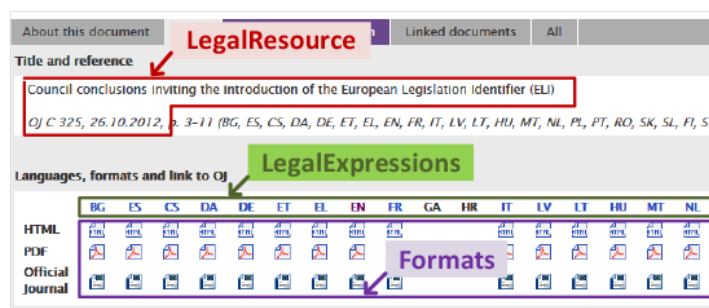 About this document
Linked documents
All
LegalResource
Title and reference
Council conclusions inviting the introduction of the European Legislation Identifier (ELI)
OJ C 325, 26.10.2012, p. 3–11 (BG, ES, CS, DA, DE, ET, EL, EN, FR, IT, LV, LT, HU, MT, NL, PL, PT, RO, SK, SL, FI, S
LegalExpressions
Languages, formats and link to OJ
BG ES CS DA DE ET EL EN FR GA HR IT LV LT HU MT NL
HTML
PDF
Formats
Official
Journal